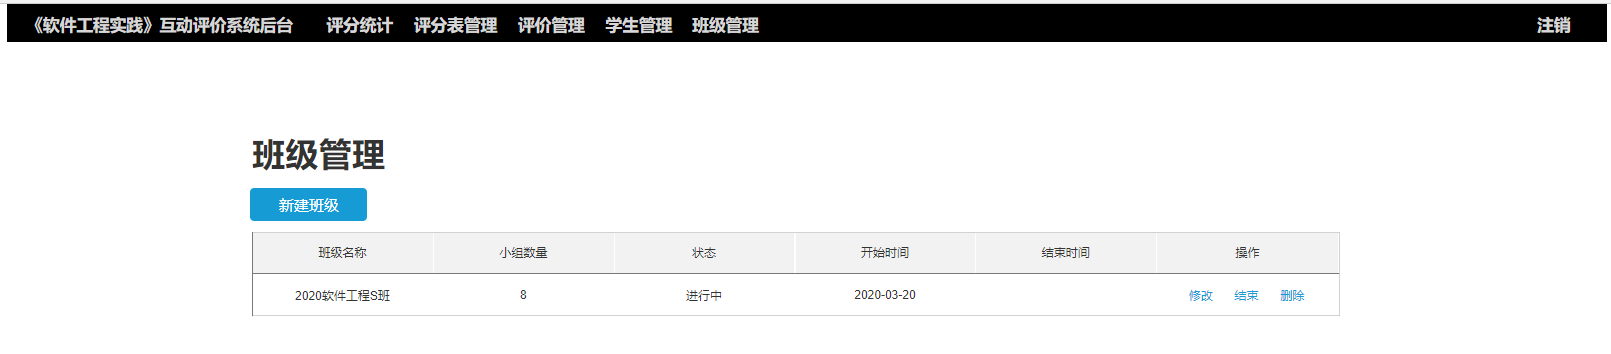 《软件工程实践》互动评价系统后台 评分统计 评分表管理 评价管理 学生管理 班级管理 注销
班级管理
新建班级
班级名称 小组数量 状态 开始时间 结束时间 操作
2020软件工程S班 8 进行中 2020-03-20 修改 结束 删除